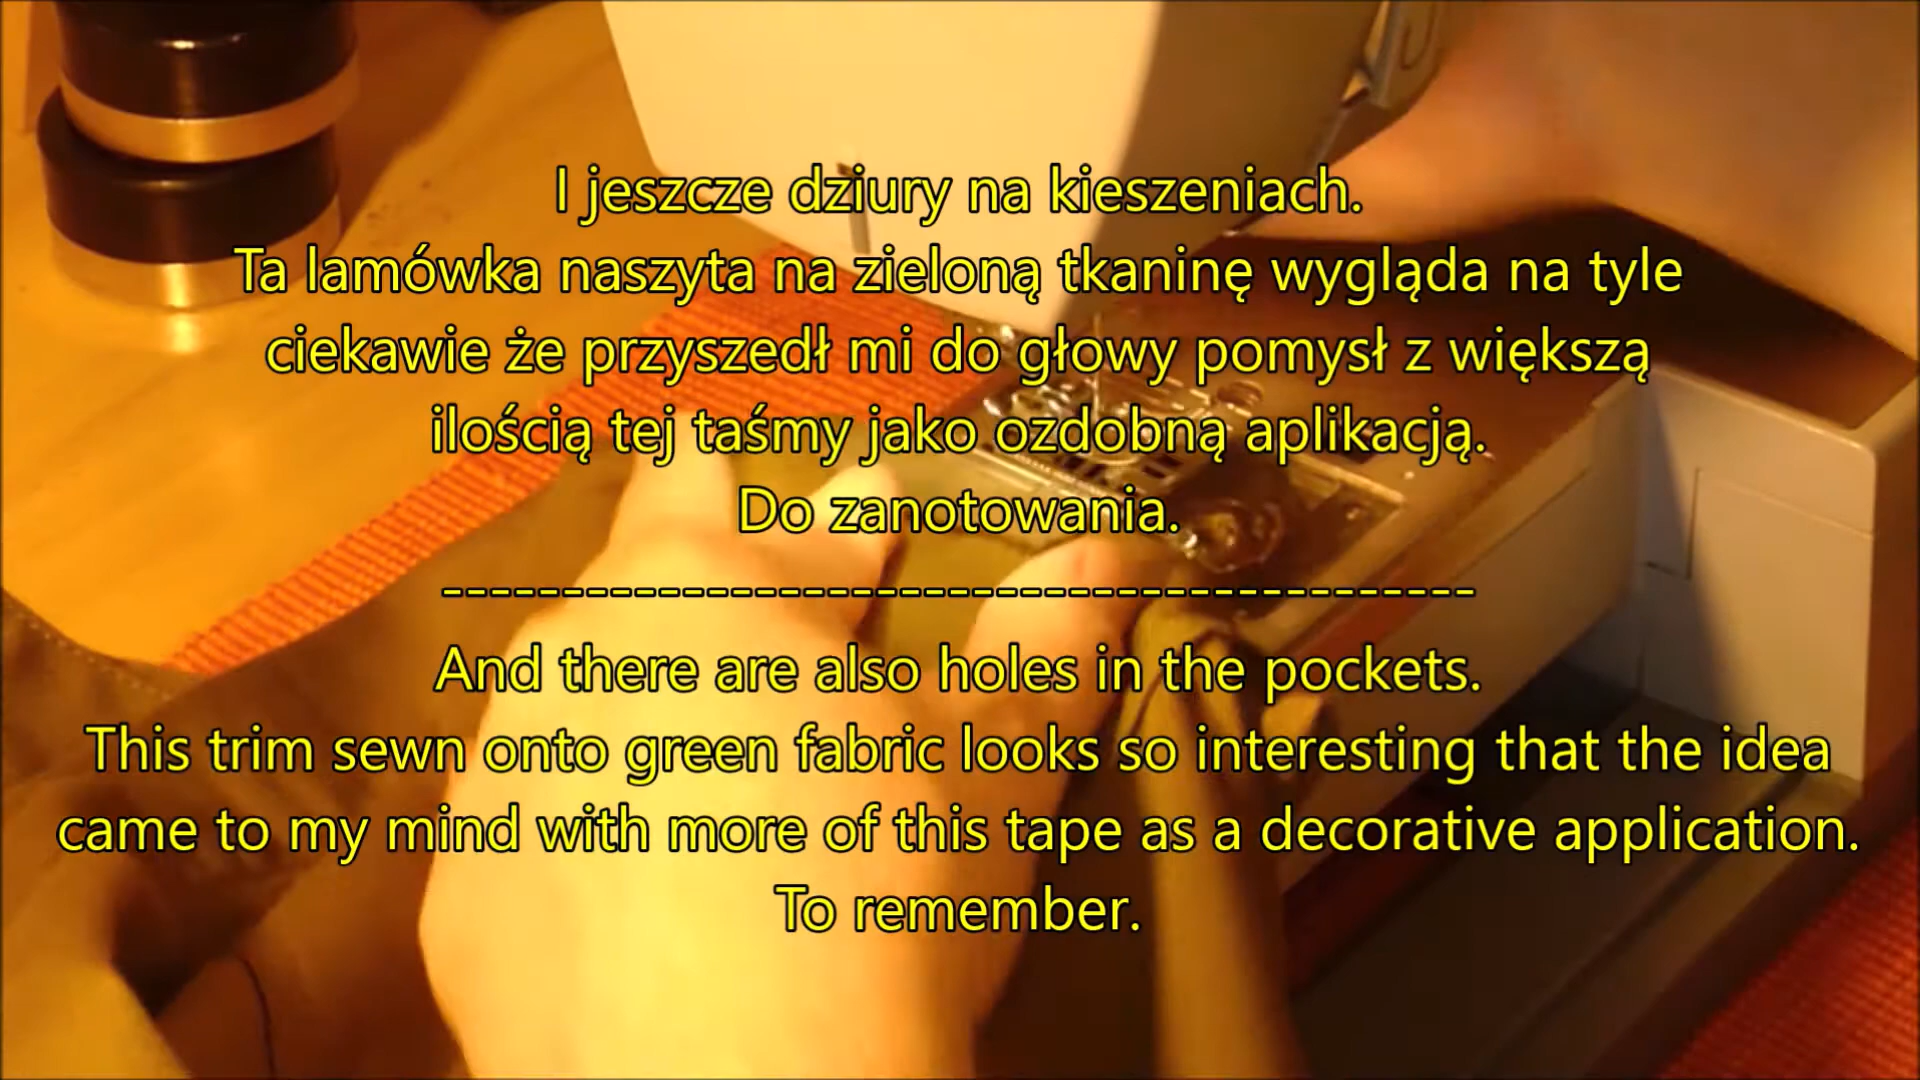 I jeszcze dziury na kieszeniach.
Ta lamówka naszyta na zieloną tkaninę wygląda na tyle
ciekawie że przyszedł mi do głowy pomysł z większą
ilością tej taśmy jako ozdobną aplikacją.
Do zanotowania.
-------------------------------------------
And there are also holes in the pockets.
This trim sewn onto green fabric looks so interesting that the idea
came to my mind with more of this tape as a decorative application.
To remember.